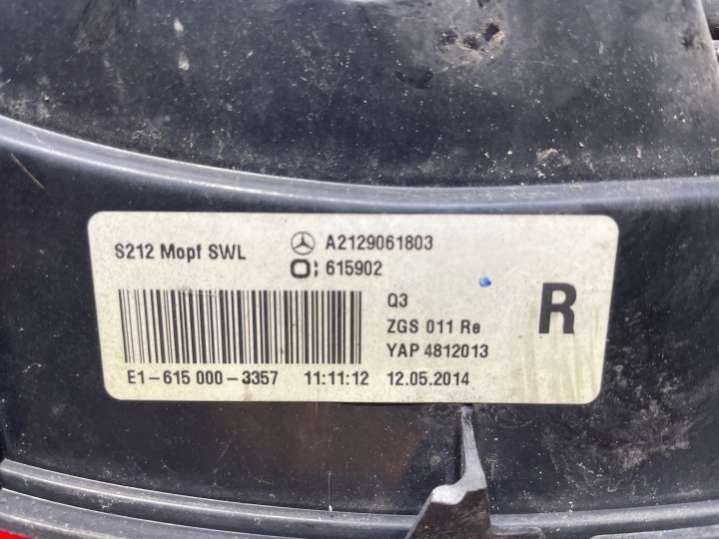 S212 Mopf SWL
A2129061803
615902
Q3
R
ZGS 011 Re
YAP 4812013
E1-615 000-3357 11:11:12 12.05.2014